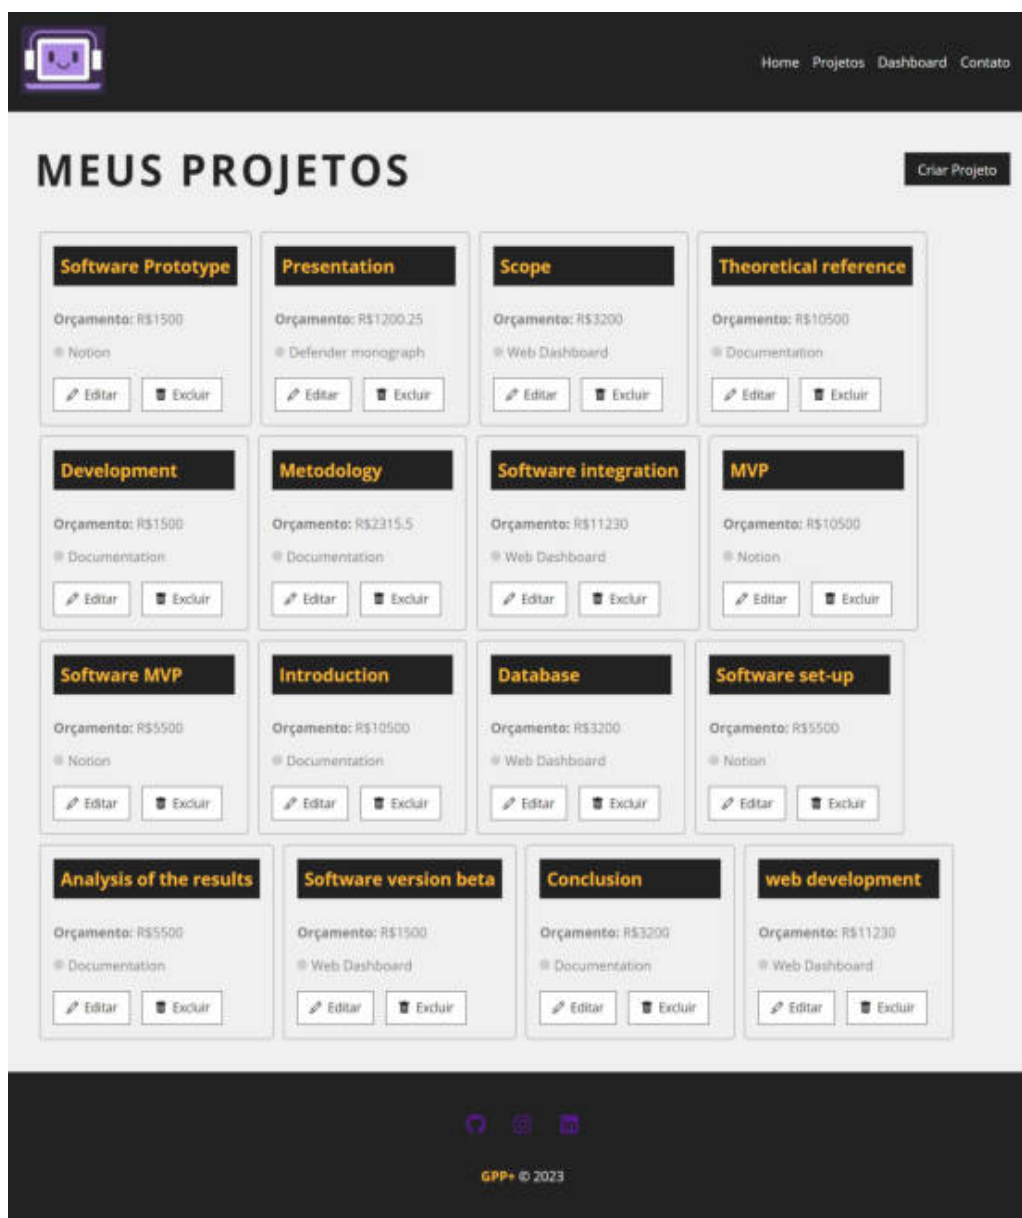 Home Projetos Dashboard Contato
MEUS PROJETOS
Criar Projeto
Software Prototype
Orçamento: R$1500
Notion
Editar Excluir
Presentation
Orçamento: R$1200.25
Defender monograph
Editar Excluir
Scope
Orçamento: R$3200
Web Dashboard
Editar Excluir
Theoretical reference
Orçamento: R$10500
Documentation
Editar Excluir
Development
Orçamento: R$1500
Documentation
Editar Excluir
Metodology
Orçamento: R$2315.5
Documentation
Editar Excluir
Software integration
Orçamento: R$11230
Web Dashboard
Editar Excluir
MVP
Orçamento: R$10500
Notion
Editar Excluir
Software MVP
Orçamento: R$5500
Notion
Editar Excluir
Introduction
Orçamento: R$10500
Documentation
Editar Excluir
Database
Orçamento: R$3200
Web Dashboard
Editar Excluir
Software set-up
Orçamento: R$5500
Notion
Editar Excluir
Analysis of the results
Orçamento: R$5500
Documentation
Editar Excluir
Software version beta
Orçamento: R$1500
Web Dashboard
Editar Excluir
Conclusion
Orçamento: R$3200
Documentation
Editar Excluir
web development
Orçamento: R$11230
Web Dashboard
Editar Excluir
GPP+ © 2023